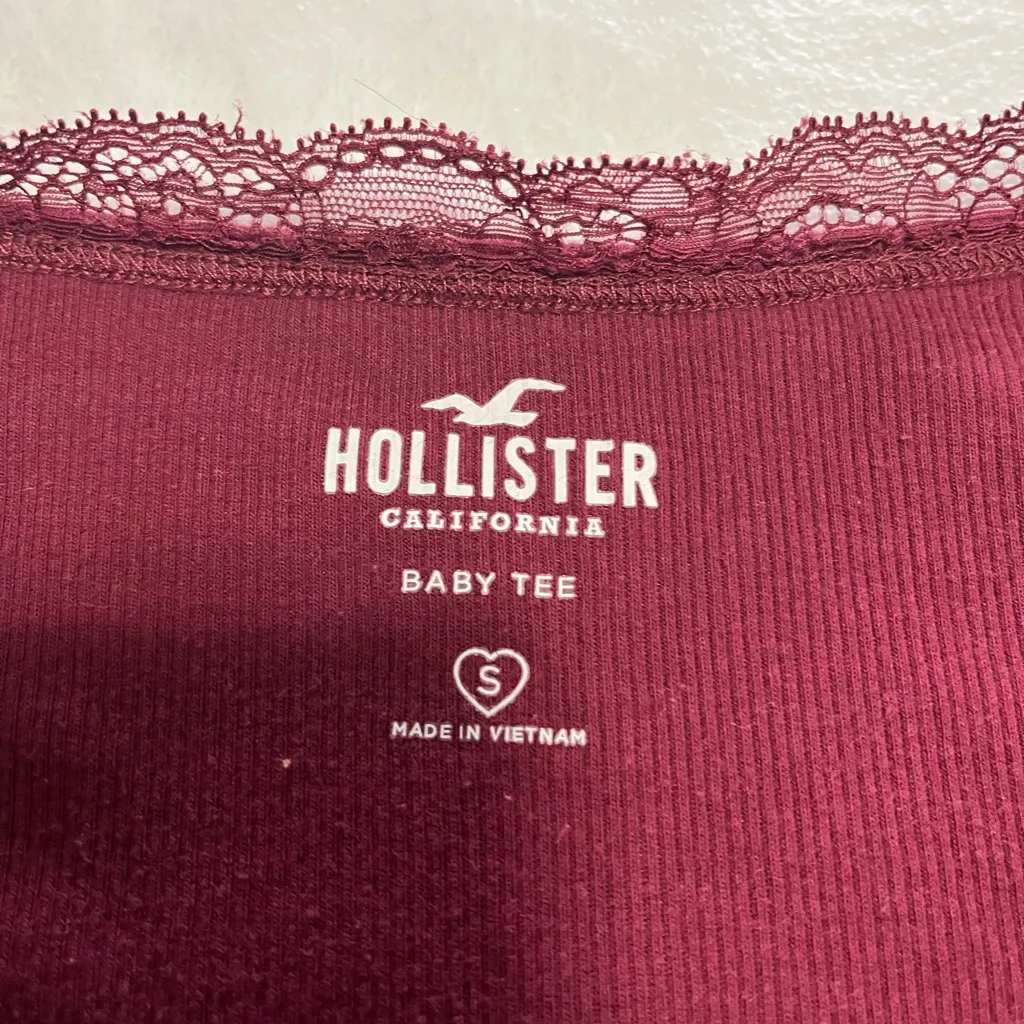 HOLLISTER
CALIFORNIA
BABY TEE
S
MADE IN VIETNAM